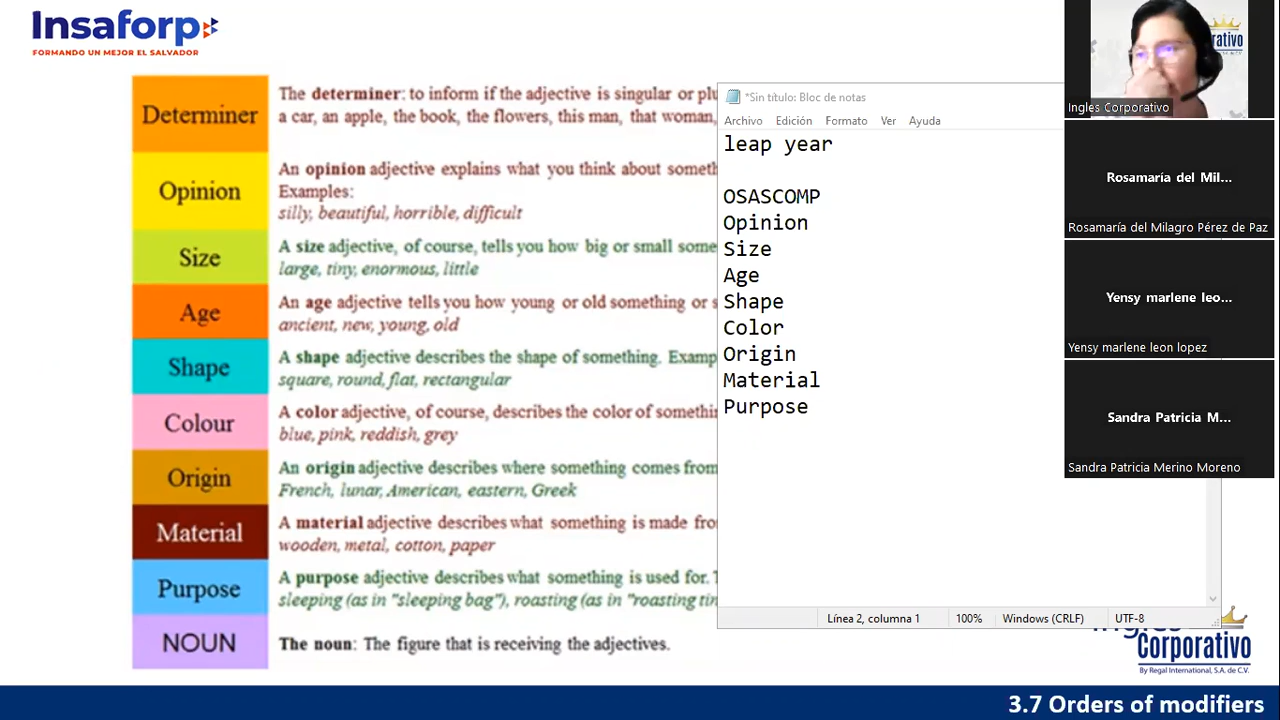 Insaforp
FORMANDO UN MEJOR EL SALVADOR
Determiner
The determiner: to inform if the adjective is singular or plu
a car, an apple, the book, the flowers, this man, that woman,
Opinion
An opinion adjective explains what you think about someth
Examples:
silly, beautiful, horrible, difficult
Size
A size adjective, of course, tells you how big or small some
large, tiny, enormous, little
Age
An age adjective tells you how young or old something or s
ancient, new, young, old
Shape
A shape adjective describes the shape of something. Examp
square, round, flat, rectangular
Colour
A color adjective, of course, describes the color of somethin
blue, pink, reddish, grey
Origin
An origin adjective describes where something comes from
French, lunar, American, eastern, Greek
Material
A material adjective describes what something is made fro
wooden, metal, cotton, paper
Purpose
A purpose adjective describes what something is used for. T
sleeping (as in "sleeping bag"), roasting (as in "roasting tin
NOUN
The noun: The figure that is receiving the adjectives.
*Sin título: Bloc de notas
Archivo Edición Formato Ver Ayuda
leap year
OSASCOMP
Opinion
Size
Age
Shape
Color
Origin
Material
Purpose
Línea 2, columna 1 100% Windows (CRLF) UTF-8
Ingles Corporativo
Rosamaría del Mil...
Rosamaría del Milagro Pérez de Paz
Yensy marlene leo...
Yensy marlene leon lopez
Sandra Patricia M...
Sandra Patricia Merino Moreno
Corporativo
By Regal International, S.A. de C.V.
3.7 Orders of modifiers